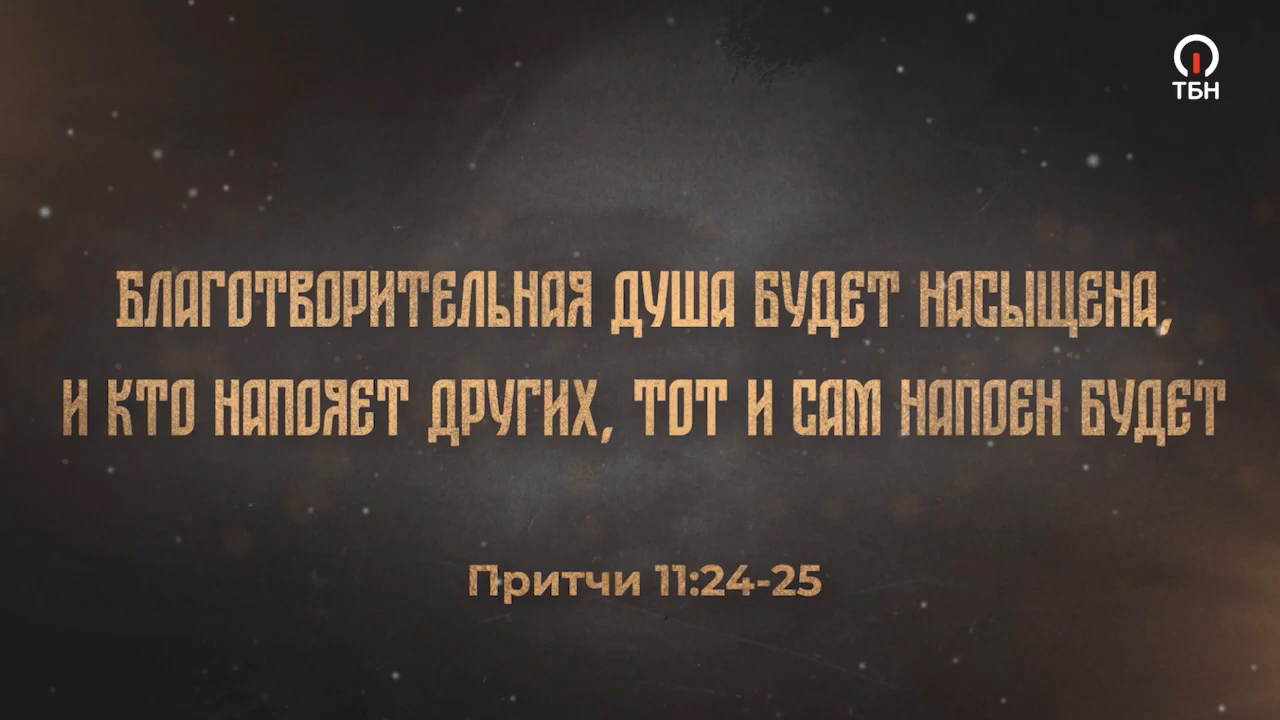 ТБН
БЛАГОТВОРИТЕЛЬНАЯ ДУША БУДЕТ НАСЫЩЕНА,
И КТО НАПОЯЕТ ДРУГИХ, ТОТ И САМ НАПОЕН БУДЕТ
Притчи 11:24-25